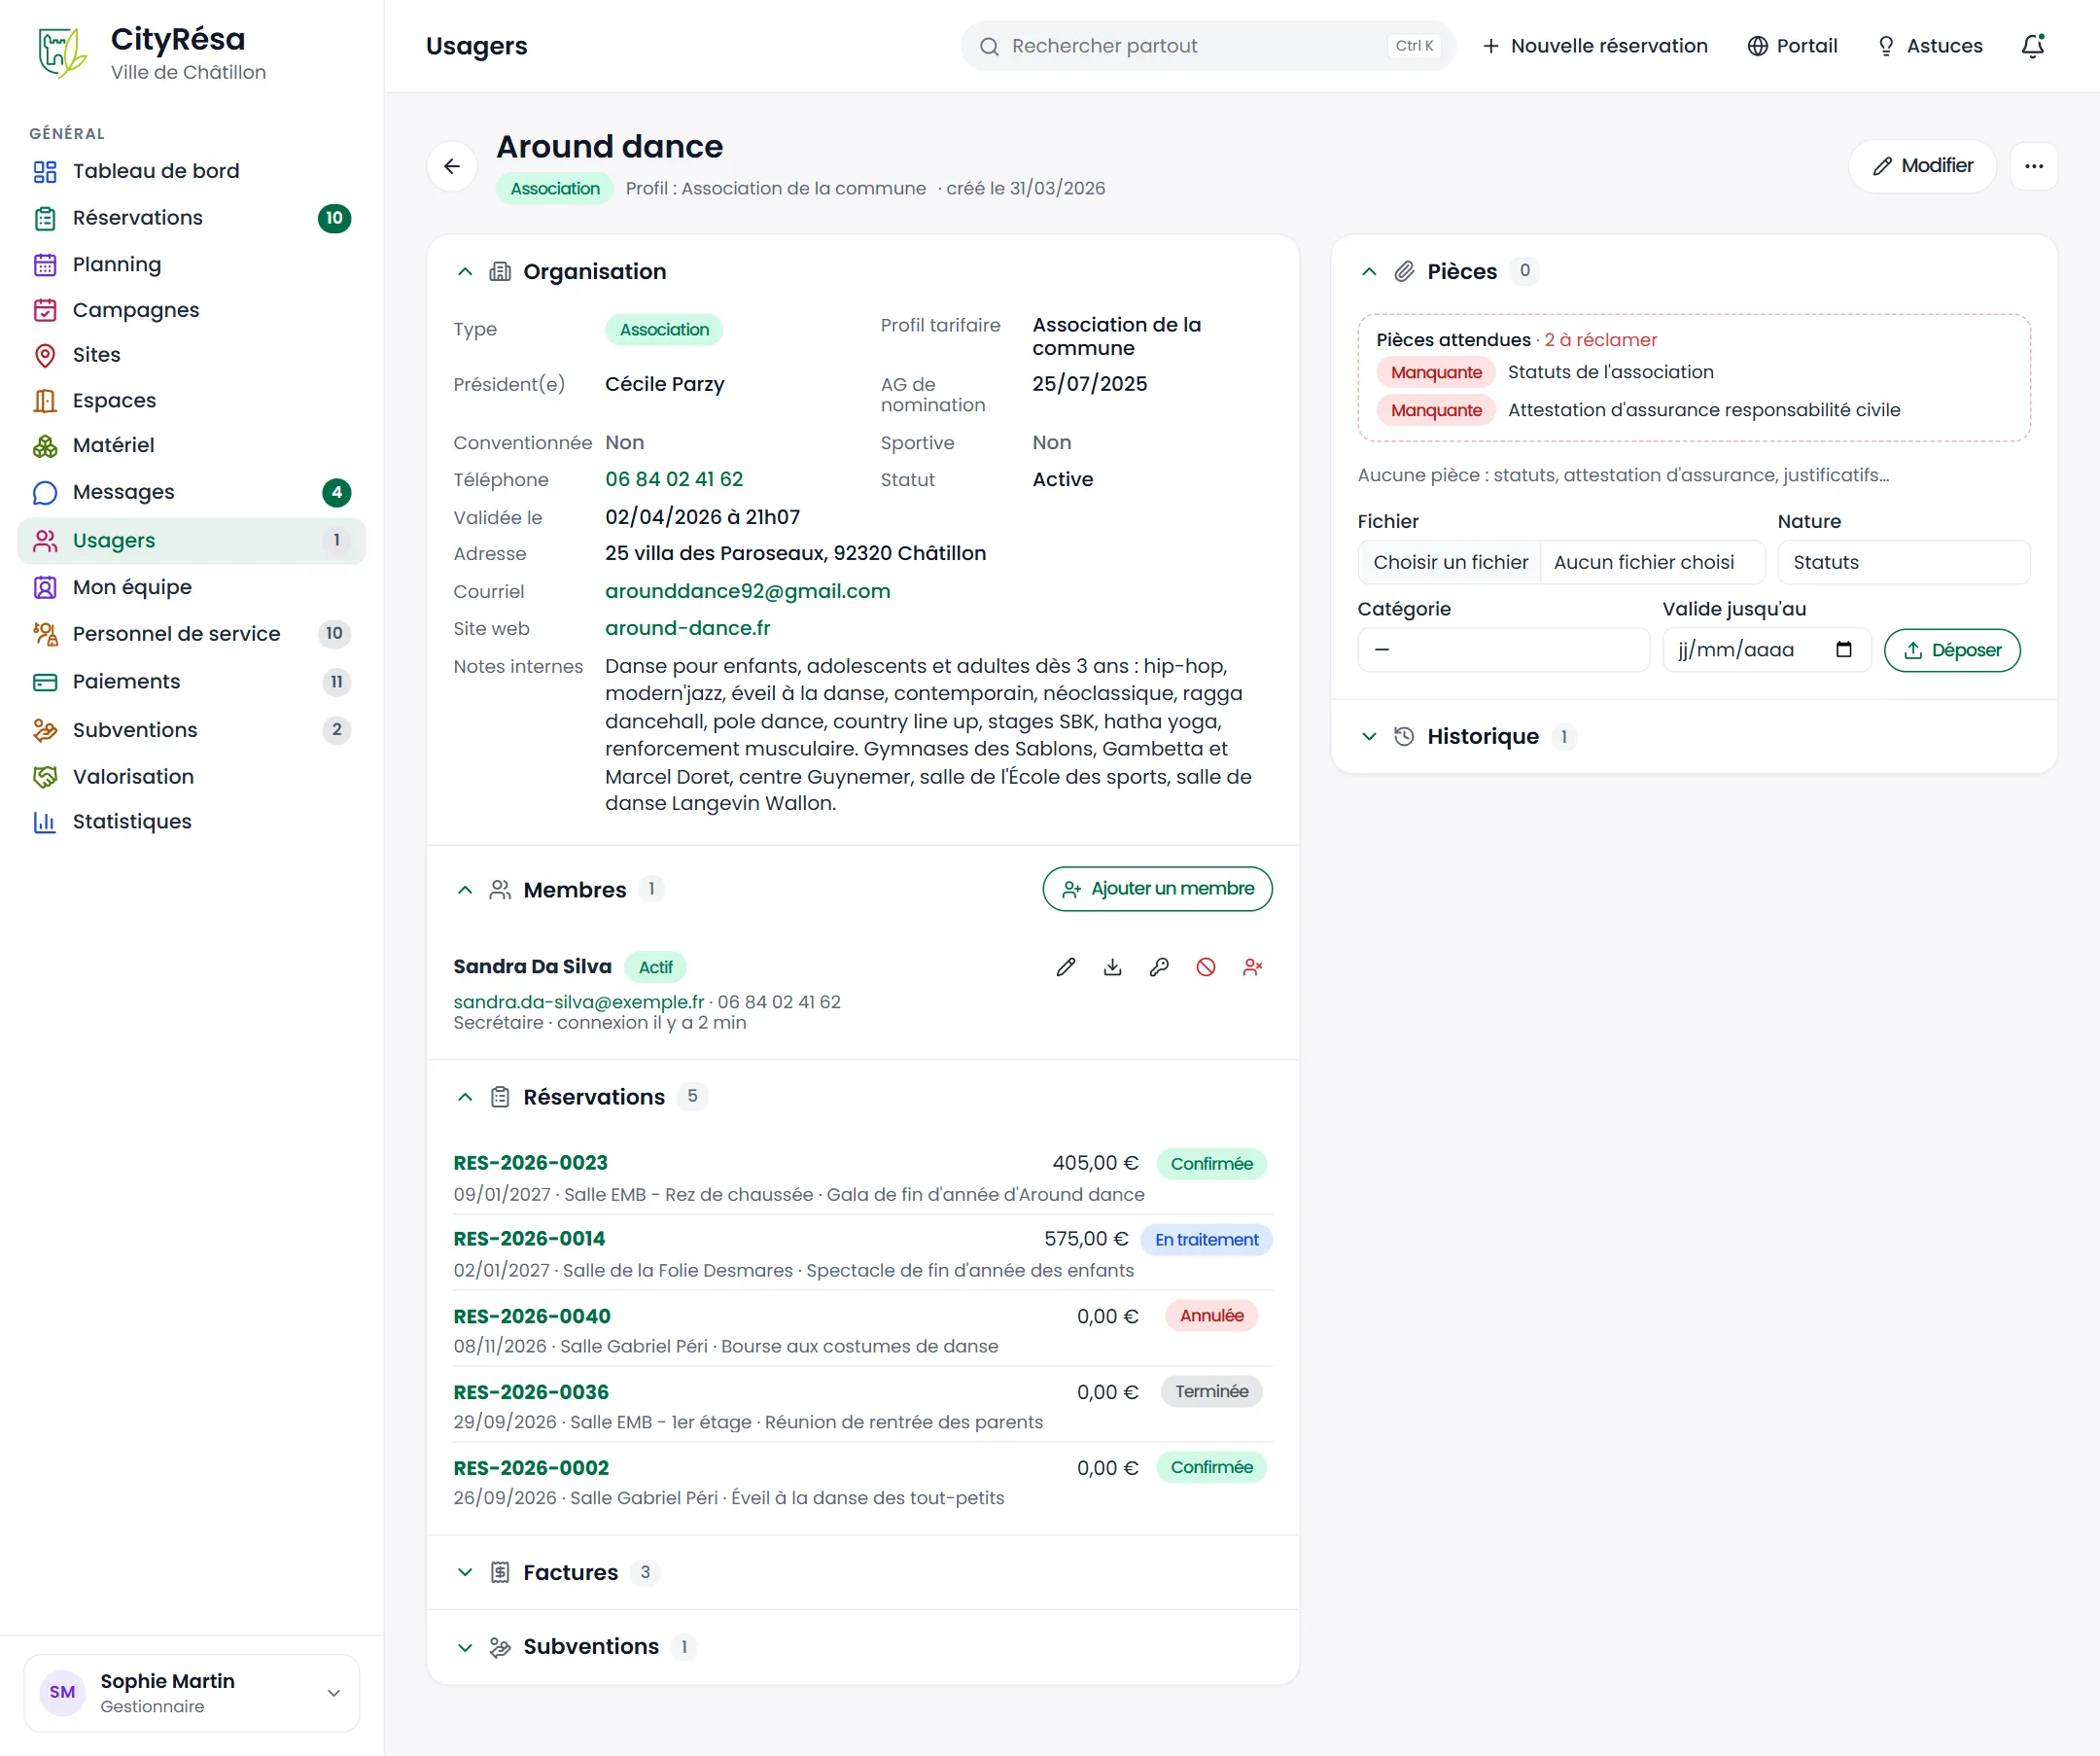 CityRésa
Ville de Châtillon
GÉNÉRAL
Tableau de bord
Réservations 10
Planning
Campagnes
Sites
Espaces
Matériel
Messages 4
Usagers 1
Mon équipe
Personnel de service 10
Paiements 11
Subventions 2
Valorisation
Statistiques
SM
Sophie Martin
Gestionnaire
Usagers
Rechercher partout Ctrl K
Nouvelle réservation
Portail
Astuces
Around dance
Association Profil : Association de la commune · créé le 31/03/2026
Modifier
Organisation
Type Association
Profil tarifaire Association de la
commune
Président(e) Cécile Parzy
AG de
nomination
25/07/2025
Conventionnée Non
Sportive Non
Téléphone 06 84 02 41 62
Statut Active
Validée le 02/04/2026 à 21h07
Adresse 25 villa des Paroseaux, 92320 Châtillon
Courriel arounddance92@gmail.com
Site web around-dance.fr
Notes internes Danse pour enfants, adolescents et adultes dès 3 ans : hip-hop,
modern'jazz, éveil à la danse, contemporain, néoclassique, ragga
dancehall, pole dance, country line up, stages SBK, hatha yoga,
renforcement musculaire. Gymnases des Sablons, Gambetta et
Marcel Doret, centre Guynemer, salle de l'École des sports, salle de
danse Langevin Wallon.
Membres 1
Ajouter un membre
Sandra Da Silva Actif
sandra.da-silva@exemple.fr · 06 84 02 41 62
Secrétaire · connexion il y a 2 min
Réservations 5
RES-2026-0023 405,00 € Confirmée
09/01/2027 · Salle EMB - Rez de chaussée · Gala de fin d'année d'Around dance
RES-2026-0014 575,00 € En traitement
02/01/2027 · Salle de la Folie Desmares · Spectacle de fin d'année des enfants
RES-2026-0040 0,00 € Annulée
08/11/2026 · Salle Gabriel Péri · Bourse aux costumes de danse
RES-2026-0036 0,00 € Terminée
29/09/2026 · Salle EMB - 1er étage · Réunion de rentrée des parents
RES-2026-0002 0,00 € Confirmée
26/09/2026 · Salle Gabriel Péri · Éveil à la danse des tout-petits
Factures 3
Subventions 1
Pièces 0
Pièces attendues · 2 à réclamer
Manquante Statuts de l'association
Manquante Attestation d'assurance responsabilité civile
Aucune pièce : statuts, attestation d'assurance, justificatifs…
Fichier
Nature
Choisir un fichier Aucun fichier choisi
Statuts
Catégorie
Valide jusqu'au
—
jj/mm/aaaa
Déposer
Historique 1